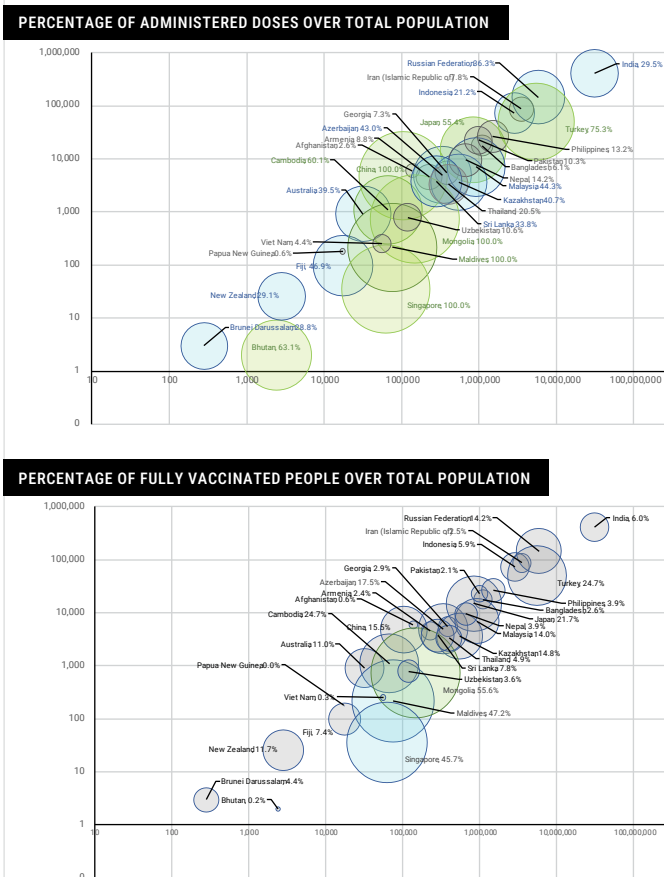 PERCENTAGE OF ADMINISTERED DOSES OVER TOTAL POPULATION
1,000,000
Russian Federation, 86.3%
India, 29.5%
Iran (Islamic Republic of), 7.8%
Indonesia, 21.2%
100,000
Georgia, 7.3%
Japan, 55.4%
Turkey, 75.3%
Azerbaijan, 43.0%
Armenia, 8.8%
Afghanistan, 2.6%
Philippines, 13.2%
10,000
Cambodia, 60.1%
China, 100.0%
Pakistan, 10.3%
Bangladesh, 6.1%
Nepal, 14.2%
Malaysia, 44.3%
Australia, 39.5%
Kazakhstan, 40.7%
1,000
Thailand, 20.5%
Sri Lanka, 33.8%
Uzbekistan, 10.6%
Viet Nam, 4.4%
Mongolia, 100.0%
Papua New Guinea, 0.6%
Maldives, 100.0%
100
Fiji, 46.9%
New Zealand, 29.1%
Singapore, 100.0%
10
Brunei Darussalam, 28.8%
Bhutan, 63.1%
1
10 100 1,000 10,000 100,000 1,000,000 10,000,000 100,000,000
0
PERCENTAGE OF FULLY VACCINATED PEOPLE OVER TOTAL POPULATION
1,000,000
Russian Federation, 14.2%
India, 6.0%
Iran (Islamic Republic of), 2.5%
Indonesia, 5.9%
100,000
Georgia, 2.9%
Pakistan, 2.1%
Azerbaijan, 17.5%
Turkey, 24.7%
Armenia, 2.4%
Afghanistan, 0.6%
Philippines, 3.9%
10,000
Bangladesh, 2.6%
Cambodia, 24.7%
Japan, 21.7%
China, 15.5%
Nepal, 3.9%
Malaysia, 14.0%
Australia, 11.0%
Kazakhstan, 14.8%
Thailand, 4.9%
1,000
Papua New Guinea, 0.0%
Sri Lanka, 7.8%
Uzbekistan, 3.6%
Mongolia, 55.6%
Viet Nam, 0.3%
Maldives, 47.2%
100
Fiji, 7.4%
New Zealand, 11.7%
Singapore, 45.7%
10
Brunei Darussalam, 4.4%
Bhutan, 0.2%
1
10 100 1,000 10,000 100,000 1,000,000 10,000,000 100,000,000
0